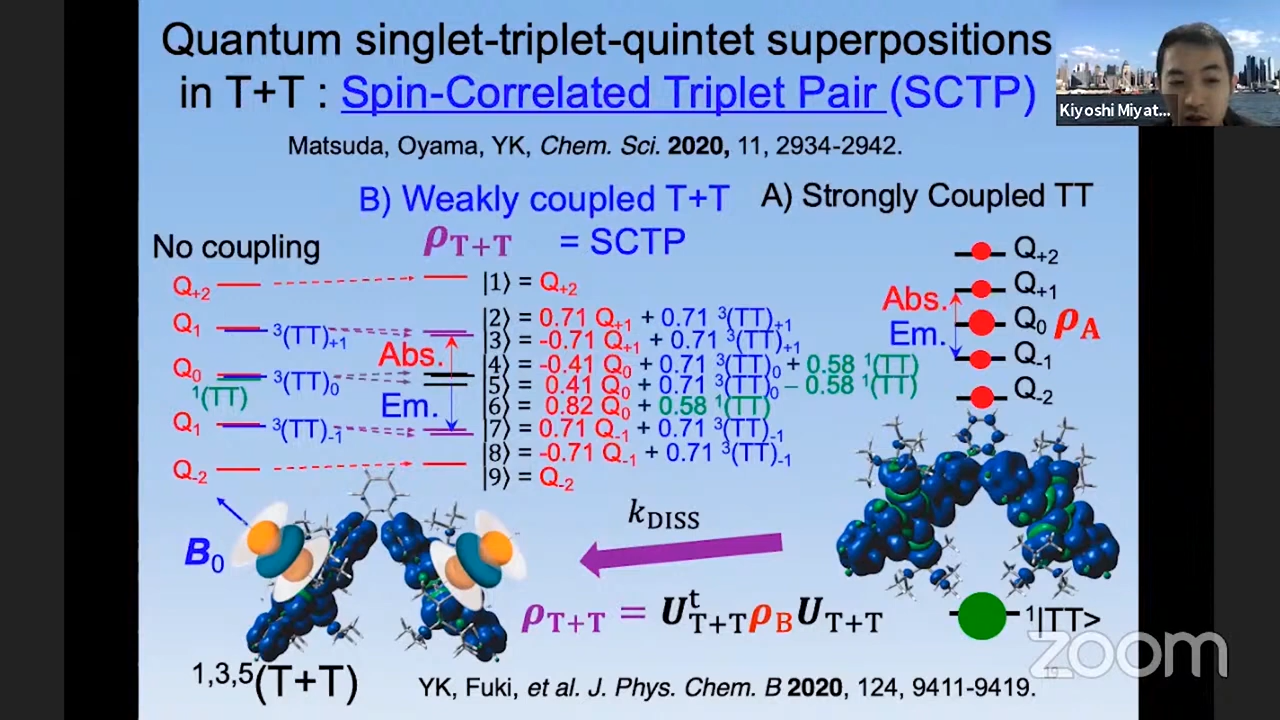 Quantum singlet-triplet-quintet superpositions
in T+T : Spin-Correlated Triplet Pair (SCTP)
Kiyoshi Miyat...
Matsuda, Oyama, YK, Chem. Sci. 2020, 11, 2934-2942.
B) Weakly coupled T+T
A) Strongly Coupled TT
No coupling
ρT+T = SCTP
Q+2
Q1
3(TT)+1
Q0
3(TT)0
1(TT)
Q1
3(TT)-1
Q-2
Abs.
Em.
|1⟩ = Q+2
|2⟩ = 0.71 Q+1 + 0.71 3(TT)+1
|3⟩ = -0.71 Q+1 + 0.71 3(TT)+1
|4⟩ = -0.41 Q0 + 0.71 3(TT)0 + 0.58 1(TT)
|5⟩ = 0.41 Q0 + 0.71 3(TT)0 – 0.58 1(TT)
|6⟩ = 0.82 Q0 + 0.58 1(TT)
|7⟩ = 0.71 Q-1 + 0.71 3(TT)-1
|8⟩ = -0.71 Q-1 + 0.71 3(TT)-1
|9⟩ = Q-2
Q+2
Q+1
Abs.
Q0 ρA
Em.
Q-1
Q-2
B0
kDISS
ρT+T = UtT+T ρB UT+T
1|TT>
zoom
1,3,5(T+T)
YK, Fuki, et al. J. Phys. Chem. B 2020, 124, 9411-9419.